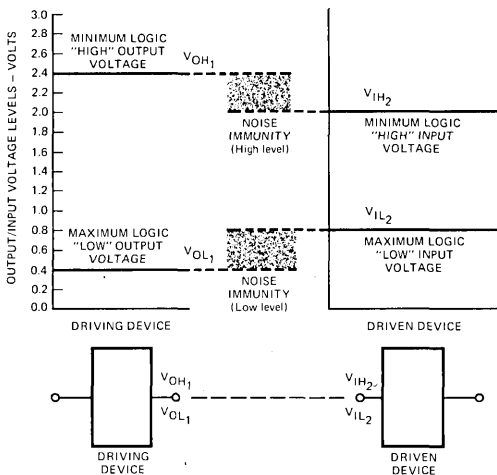 OUTPUT/INPUT VOLTAGE LEVELS – VOLTS
2.8
2.6
2.4
2.2
2.0
1.8
1.6
1.4
1.2
1.0
0.8
0.6
0.4
0.2
0.0
MINIMUM LOGIC
"HIGH" OUTPUT
VOLTAGE
VOH1
NOISE
IMMUNITY
(High level)
VIH2
MINIMUM LOGIC
"HIGH" INPUT
VOLTAGE
MAXIMUM LOGIC
"LOW" OUTPUT
VOLTAGE
VOL1
NOISE
IMMUNITY
(Low level)
VIL2
MAXIMUM LOGIC
"LOW" INPUT
VOLTAGE
DRIVING DEVICE
DRIVEN DEVICE
VOH1
VOL1
VIH2
VIL2
DRIVING
DEVICE
DRIVEN
DEVICE